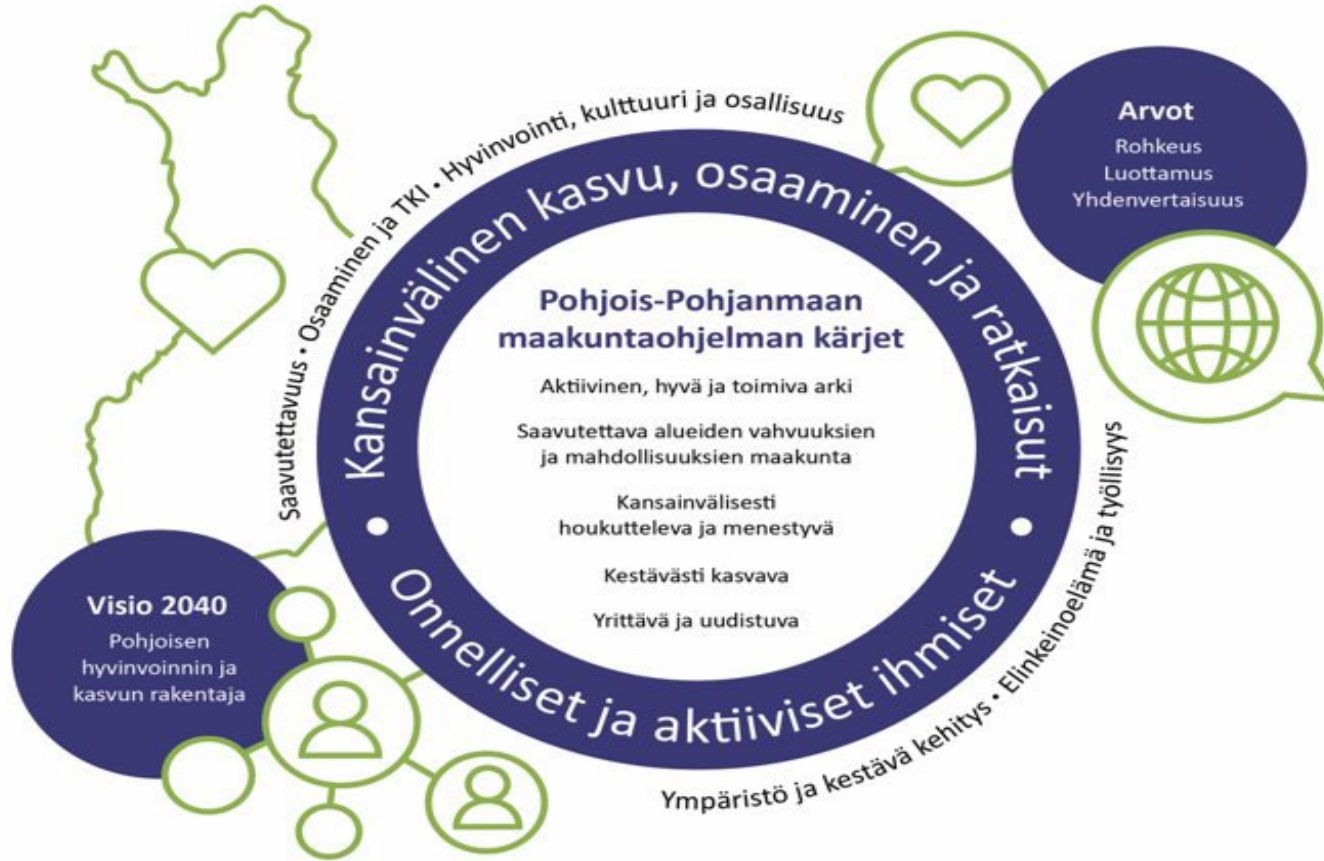 Saavutettavuus • Osaaminen ja TKI • Hyvinvointi, kulttuuri ja osallisuus
Kansainvälinen kasvu, osaaminen ja ratkaisut
Arvot
Rohkeus
Luottamus
Yhdenvertaisuus
Pohjois-Pohjanmaan
maakuntaohjelman kärjet
Aktiivinen, hyvä ja toimiva arki
Saavutettava alueiden vahvuuksien
ja mahdollisuuksien maakunta
Kansainvälisesti
houkutteleva ja menestyvä
Kestävästi kasvava
Yrittävä ja uudistuva
Visio 2040
Pohjoisen
hyvinvoinnin ja
kasvun rakentaja
• Onnelliset ja aktiiviset ihmiset •
Ympäristö ja kestävä kehitys • Elinkeinoelämä ja työllisyys